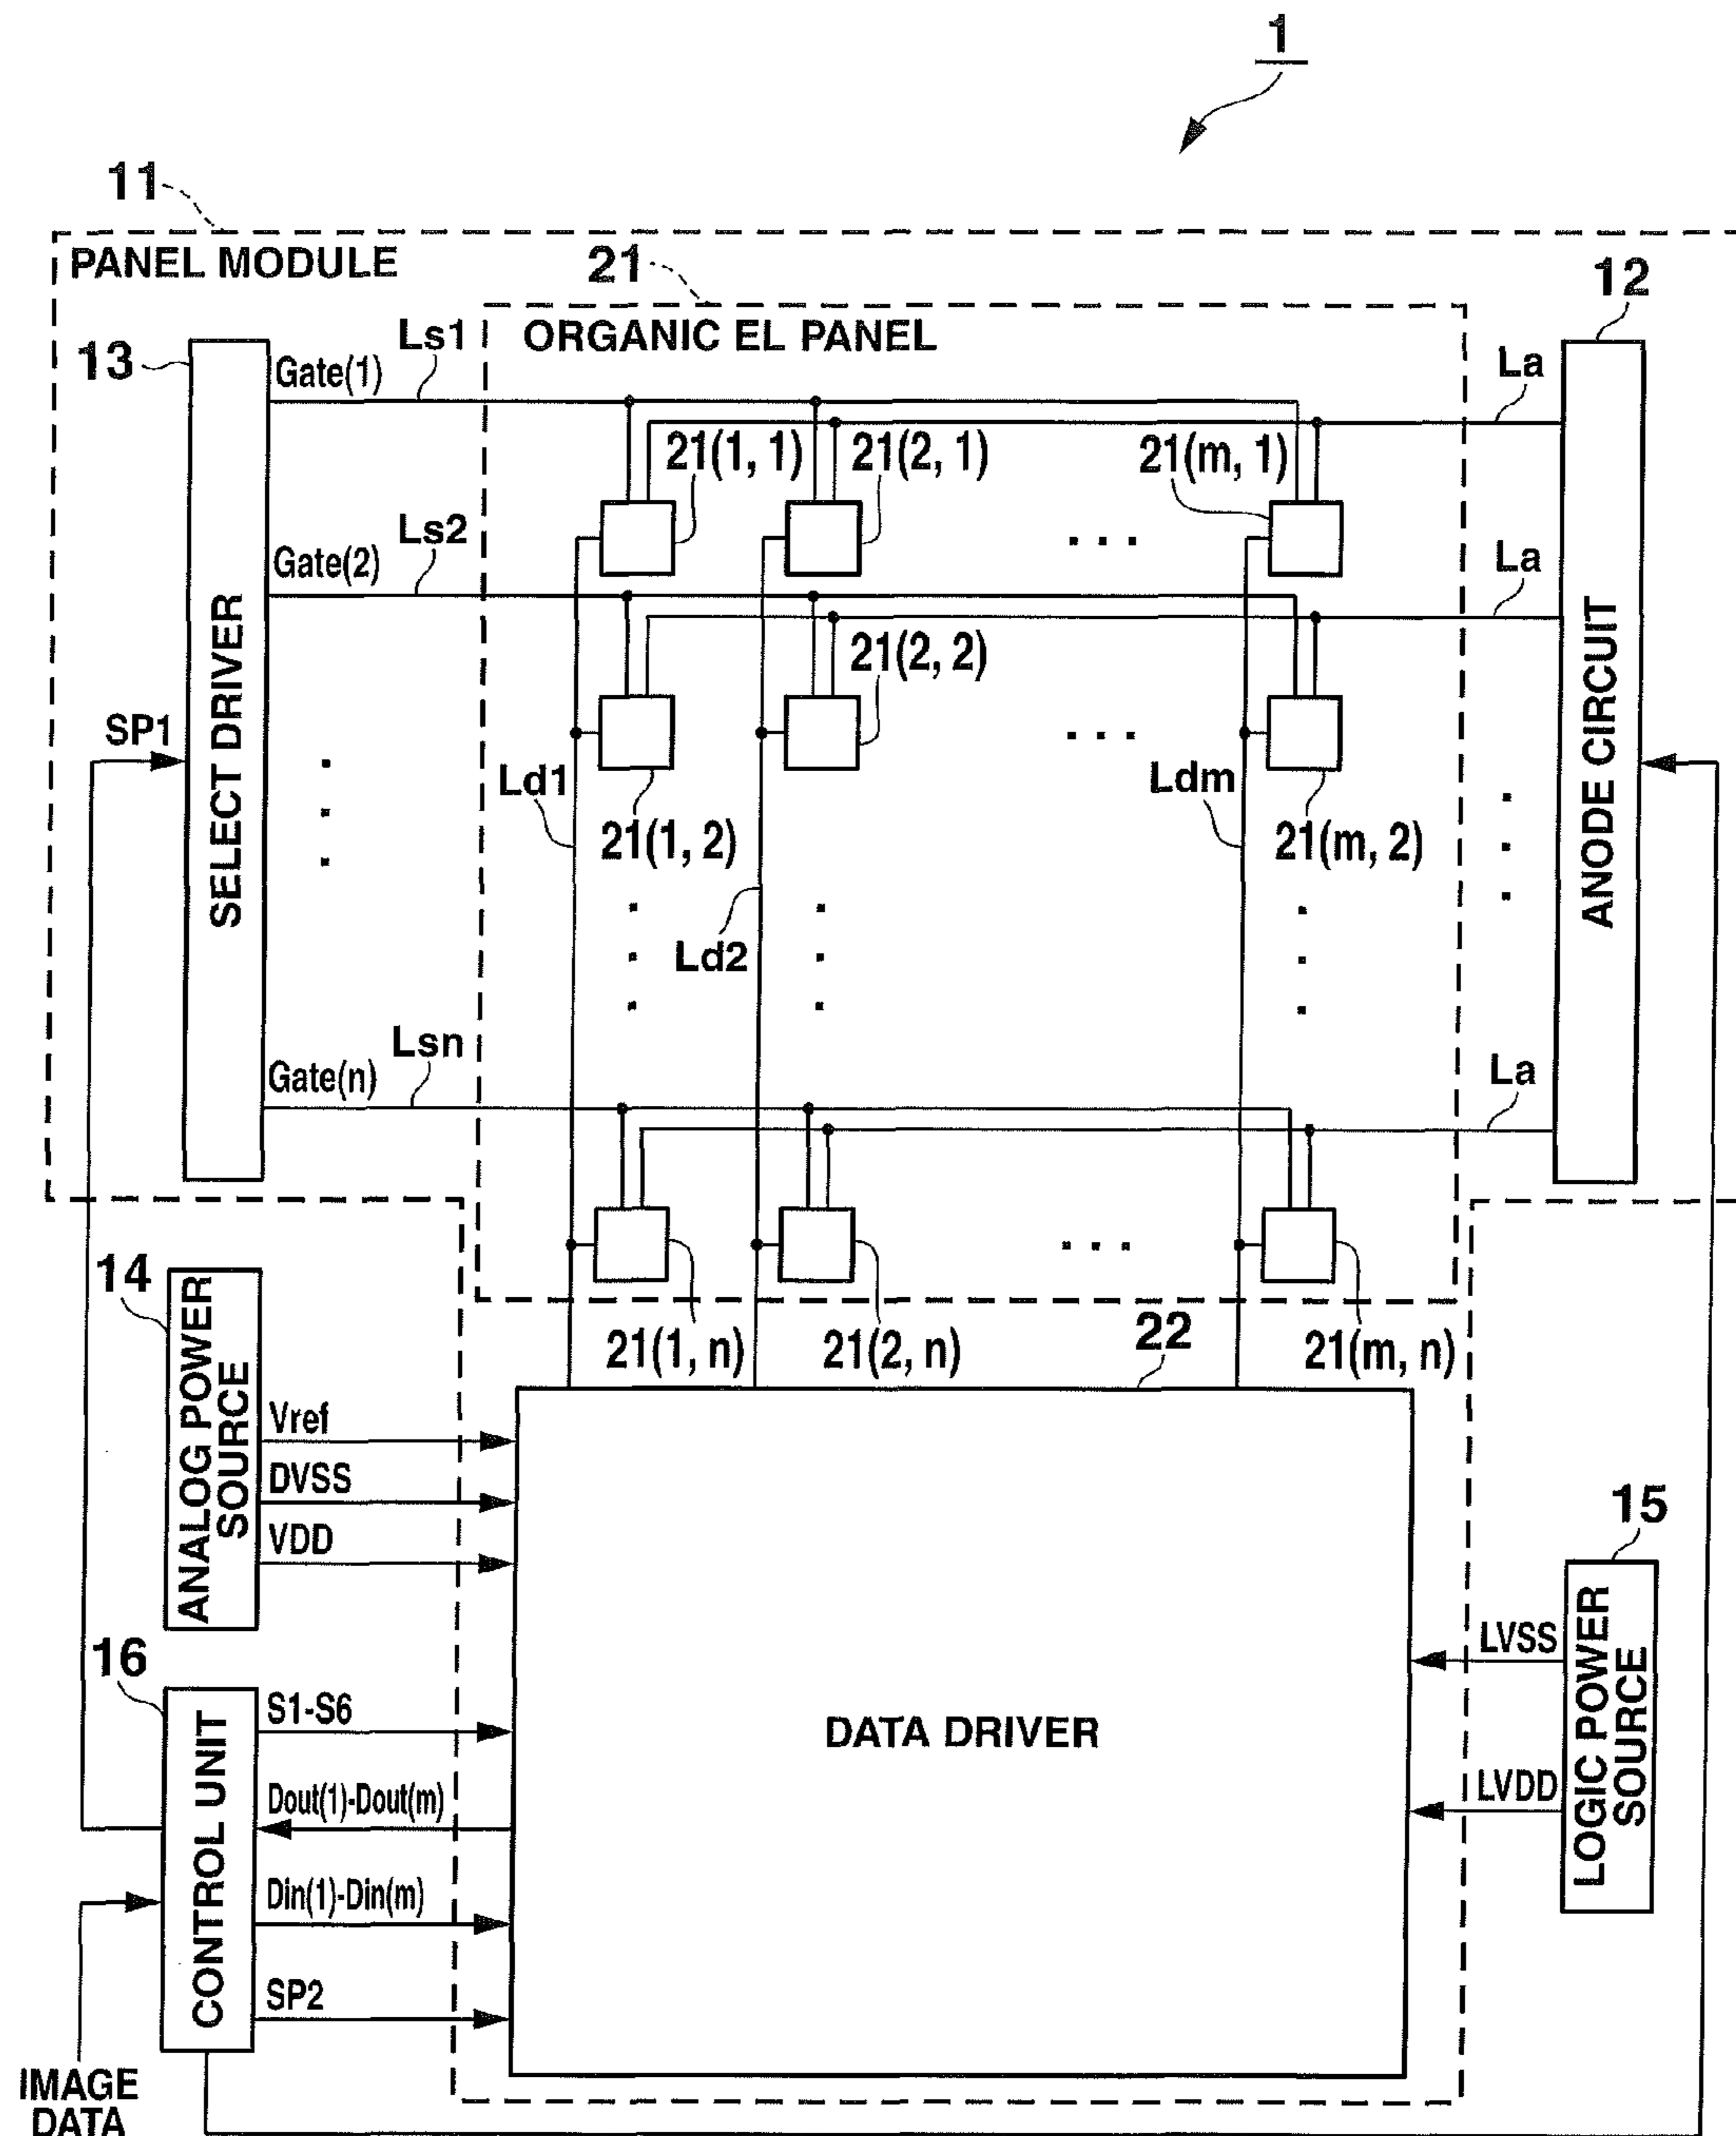 1
11
PANEL MODULE
21
12
13
Ls1
ORGANIC EL PANEL
Gate(1)
La
21(1, 1)
21(2, 1)
21(m, 1)
Ls2
Gate(2)
La
21(2, 2)
SELECT DRIVER
ANODE CIRCUIT
SP1
Ld1
Ldm
21(1, 2)
21(m, 2)
Ld2
Lsn
Gate(n)
La
14
ANALOG POWER
SOURCE
21(1, n)
21(2, n)
22
21(m, n)
Vref
DVSS
VDD
15
LOGIC POWER
SOURCE
16
CONTROL UNIT
LVSS
S1-S6
DATA DRIVER
LVDD
Dout(1)-Dout(m)
Din(1)-Din(m)
SP2
IMAGE
DATA